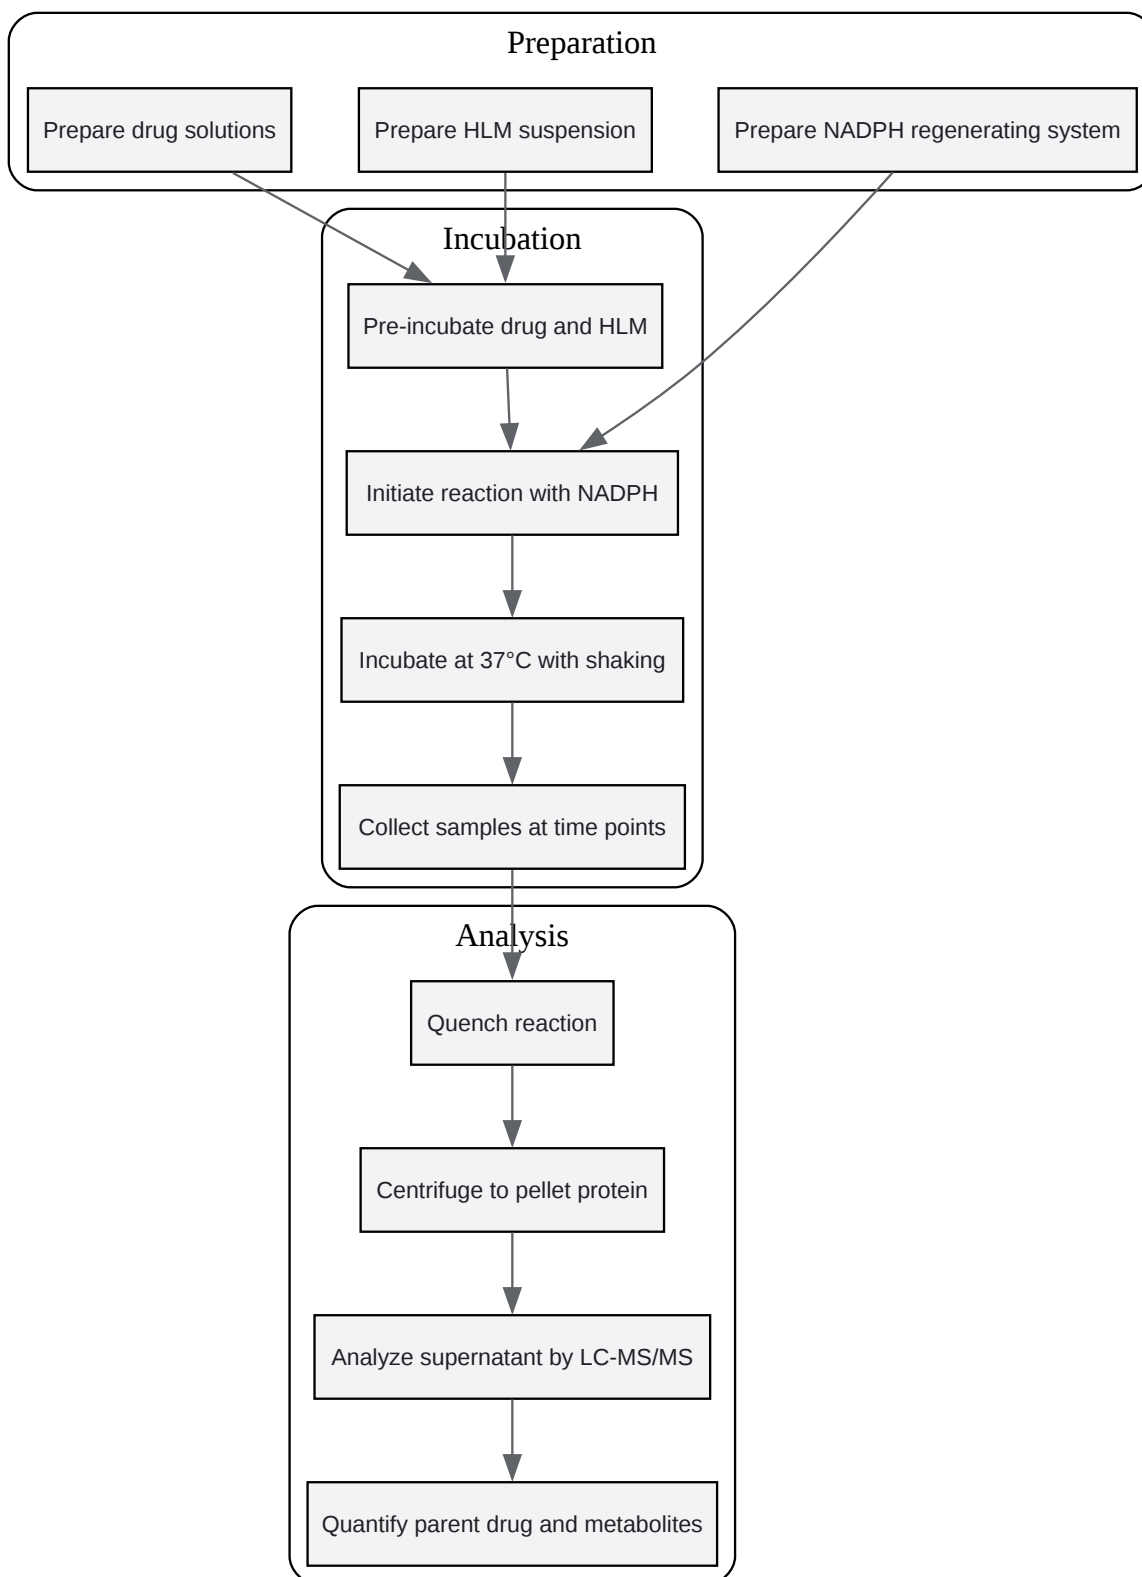 Preparation
Prepare drug solutions
Prepare HLM suspension
Prepare NADPH regenerating system
Incubation
Pre-incubate drug and HLM
Initiate reaction with NADPH
Incubate at 37°C with shaking
Collect samples at time points
Analysis
Quench reaction
Centrifuge to pellet protein
Analyze supernatant by LC-MS/MS
Quantify parent drug and metabolites